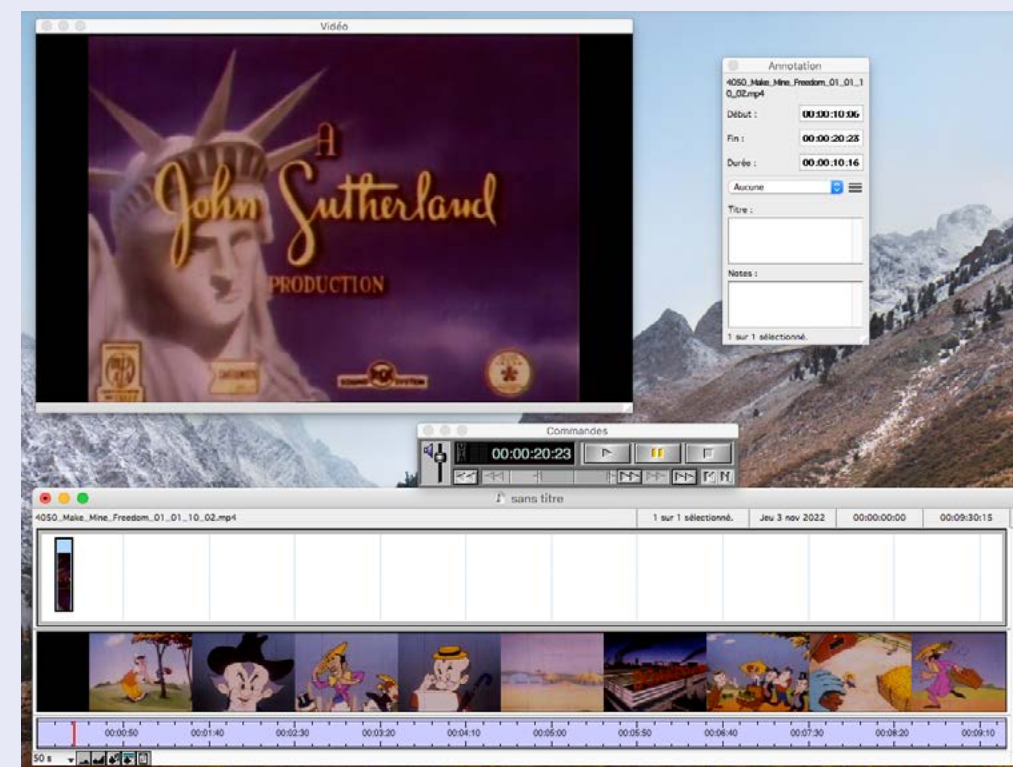 Vidéo
A
John Sutherland
PRODUCTION
RCA
SOUND SYSTEM
Annotation
4050_Make_Mine_Freedom_01_01_1
0_02.mp4
Début : 00:00:10:06
Fin : 00:00:20:23
Durée : 00:00:10:16
Aucune
Titre :
Notes :
1 sur 1 sélectionné.
Commandes
00:00:20:23
sans titre
4050_Make_Mine_Freedom_01_01_10_02.mp4 1 sur 1 sélectionné. Jeu 3 nov 2022 00:00:00:00 00:09:30:15
00:00:50 00:01:40 00:02:30 00:03:20 00:04:10 00:05:00 00:05:50 00:06:40 00:07:30 00:08:20 00:09:10
50 s